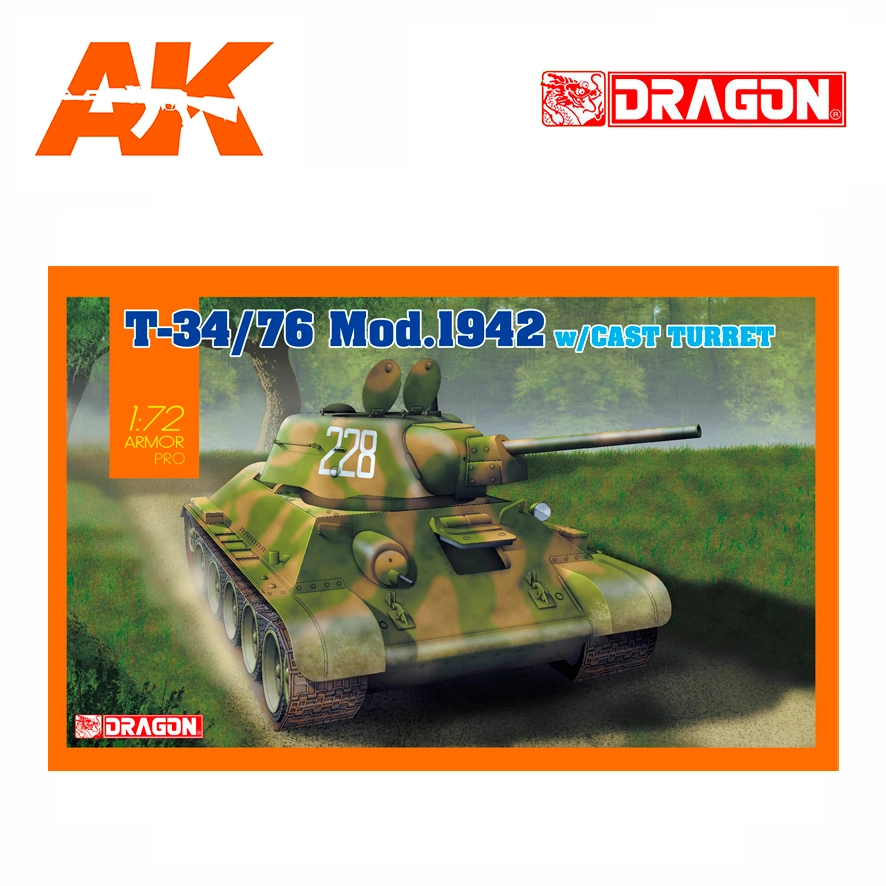 AK
DRAGON®
T-34/76 Mod.1942 w/CAST TURRET
1:72
ARMOR
PRO
228
DRAGON®